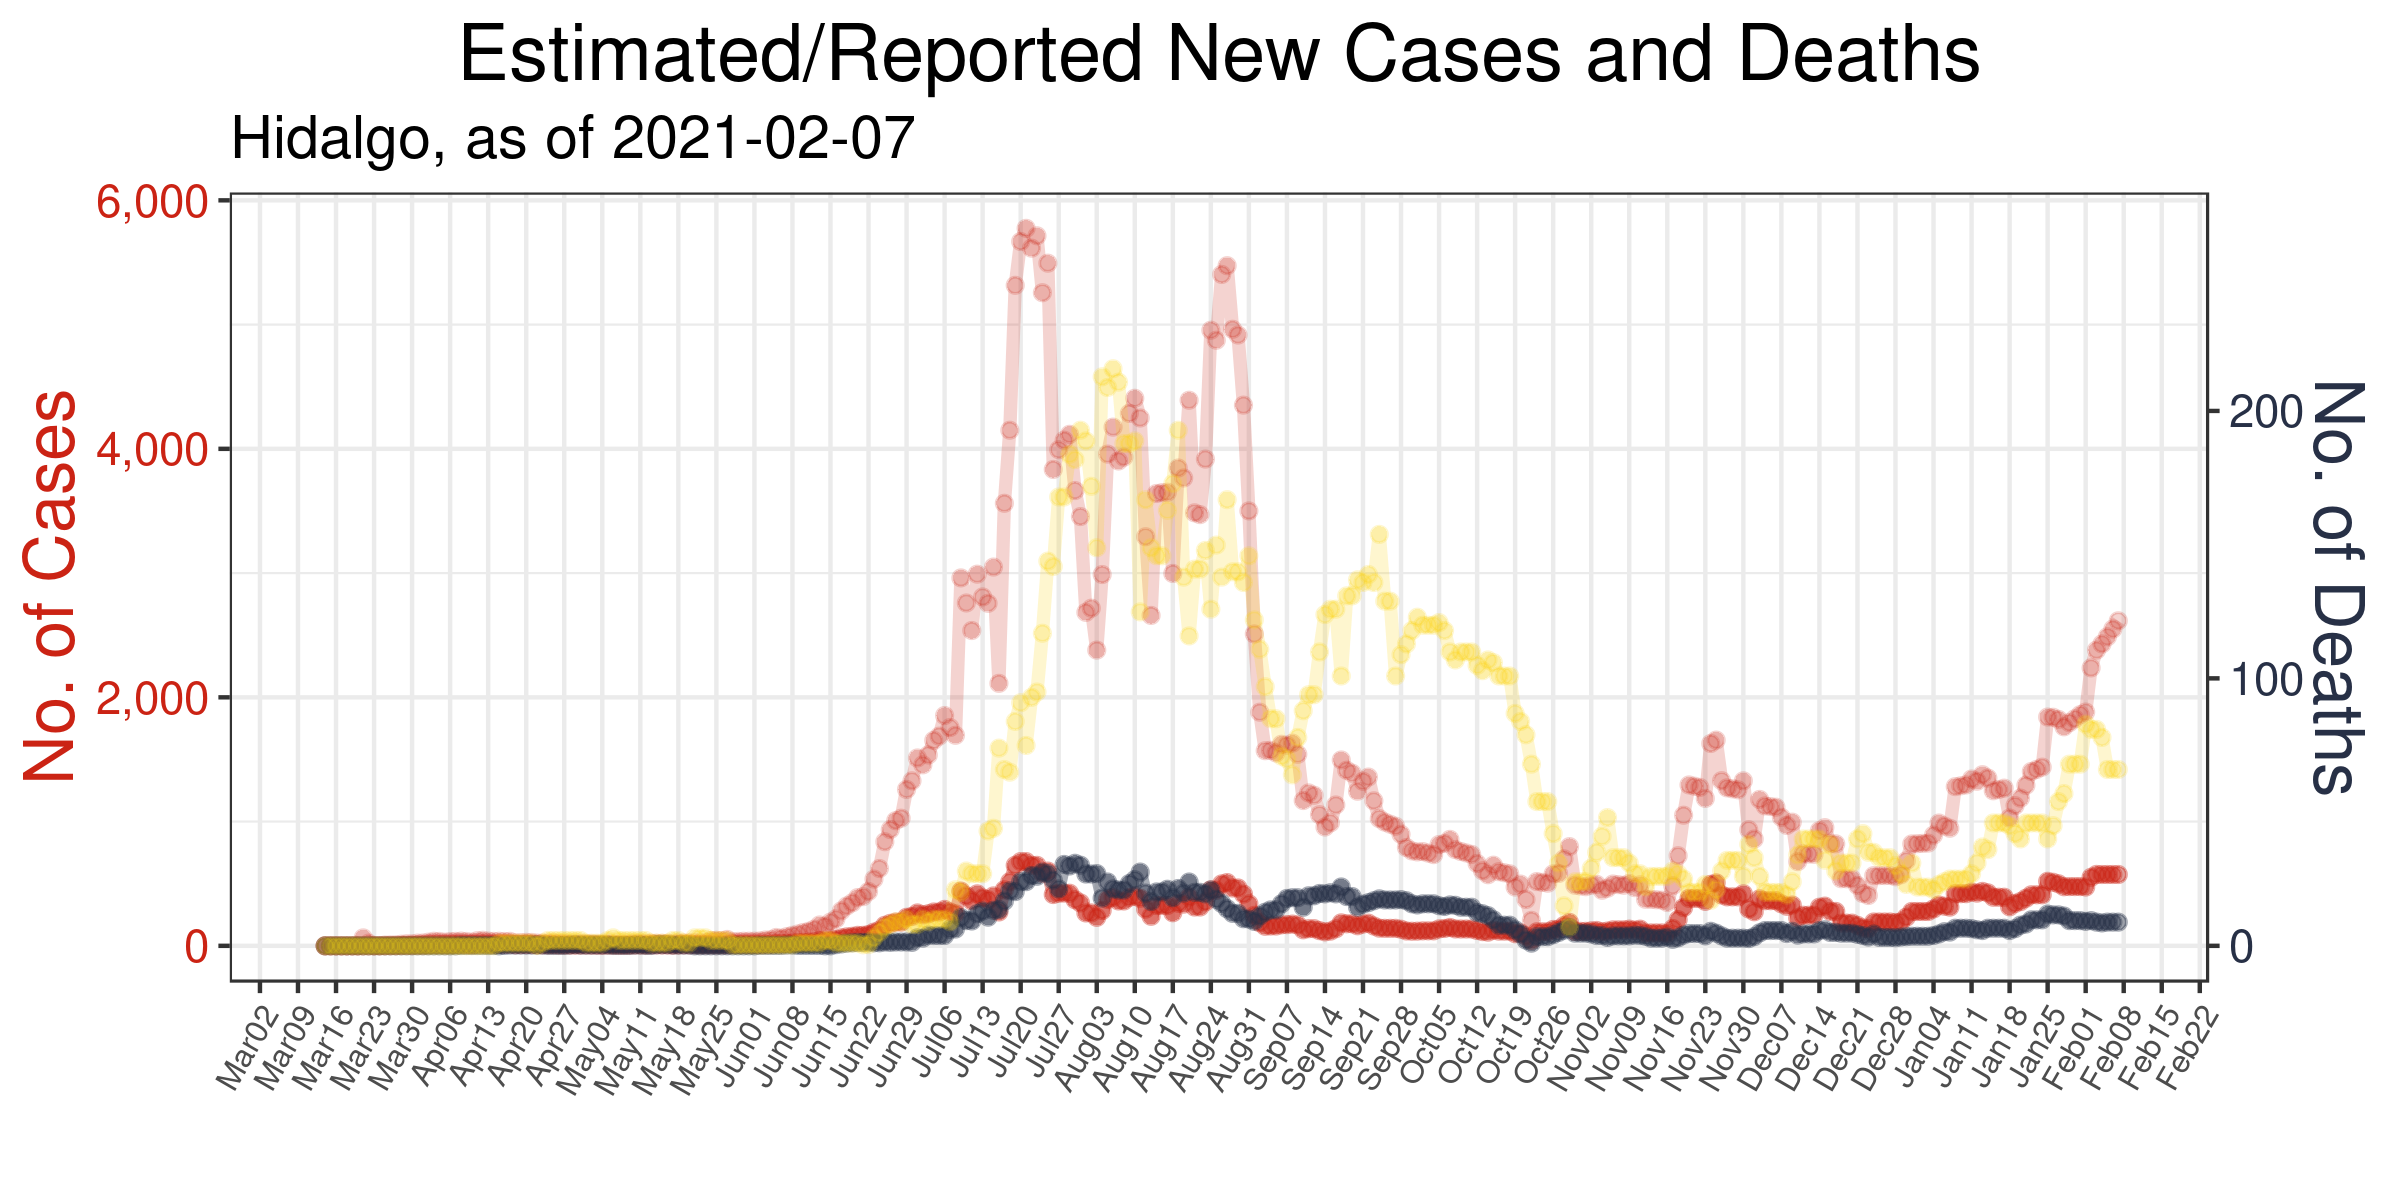 Estimated/Reported New Cases and Deaths
Hidalgo, as of 2021-02-07
No. of Cases
6,000
4,000
2,000
0
200
100
0
No. of Deaths
Mar02
Mar09
Mar16
Mar23
Mar30
Apr06
Apr13
Apr20
Apr27
May04
May11
May18
May25
Jun01
Jun08
Jun15
Jun22
Jun29
Jul06
Jul13
Jul20
Jul27
Aug03
Aug10
Aug17
Aug24
Aug31
Sep07
Sep14
Sep21
Sep28
Oct05
Oct12
Oct19
Oct26
Nov02
Nov09
Nov16
Nov23
Nov30
Dec07
Dec14
Dec21
Dec28
Jan04
Jan11
Jan18
Jan25
Feb01
Feb08
Feb15
Feb22